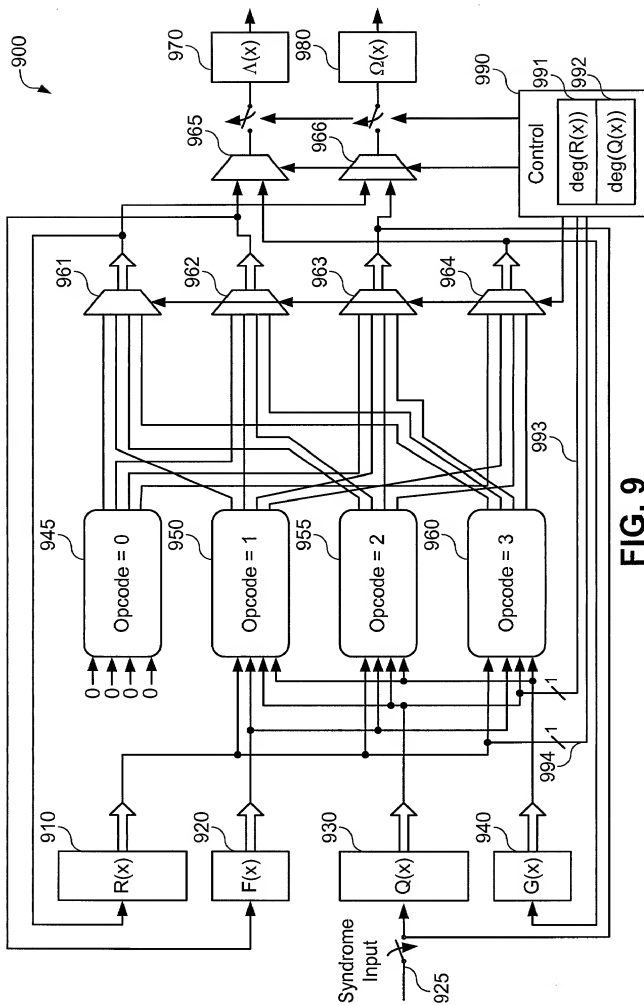 900
910
R(x)
920
F(x)
Syndrome
Input
925
930
Q(x)
940
G(x)
0
0
0
0
945
Opcode = 0
950
Opcode = 1
955
Opcode = 2
960
Opcode = 3
1
1
994
993
961
962
963
964
965
966
970
Λ(x)
980
Ω(x)
990
Control
991
deg(R(x))
992
deg(Q(x))
FIG. 9